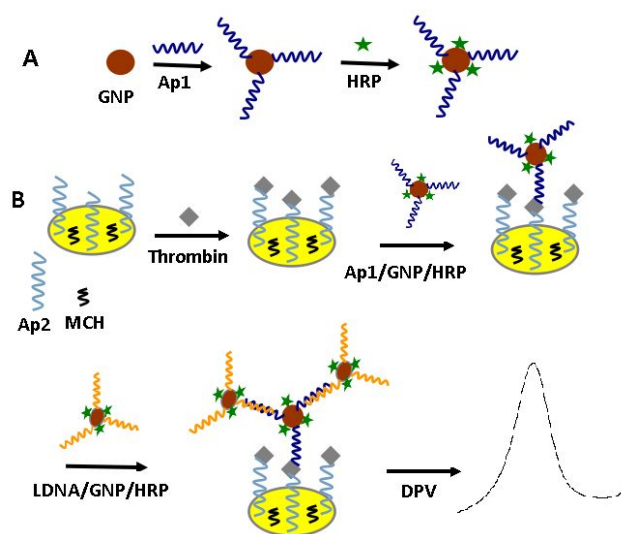 A
GNP
Ap1
HRP
B
Thrombin
Ap1/GNP/HRP
Ap2
MCH
LDNA/GNP/HRP
DPV